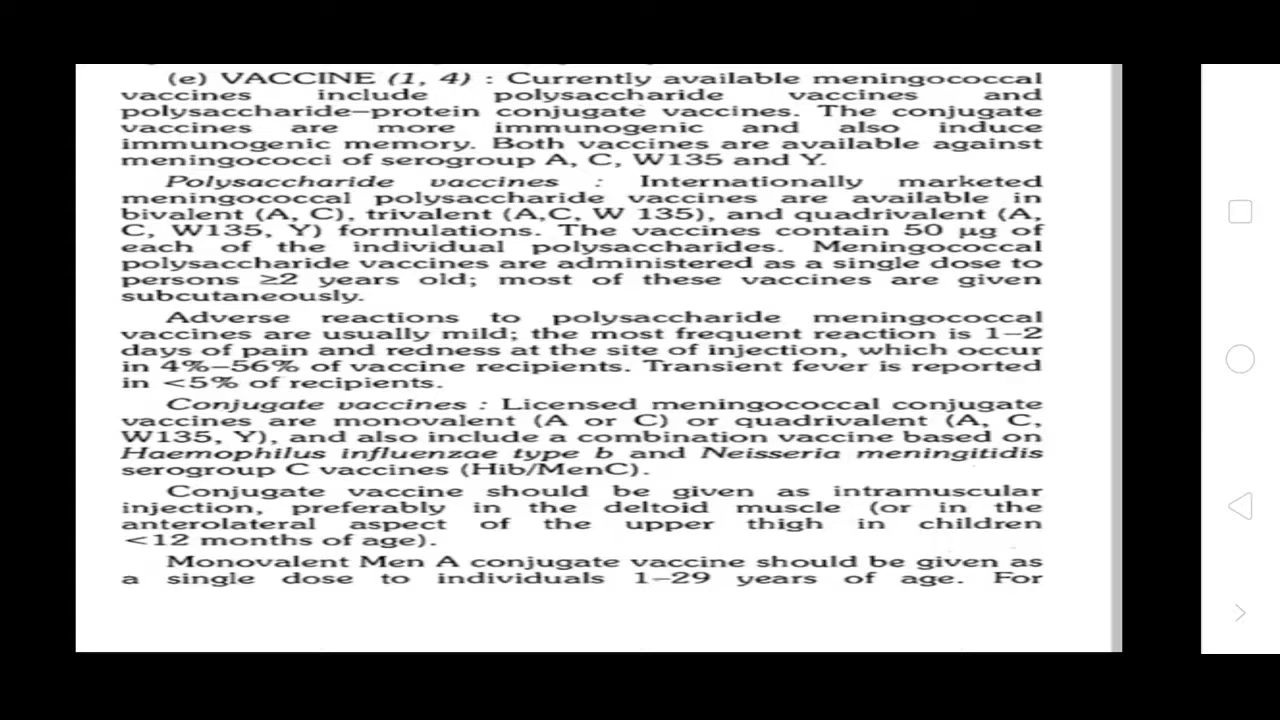 (e) VACCINE (1, 4) : Currently available meningococcal
vaccines include polysaccharide vaccines and
polysaccharide–protein conjugate vaccines. The conjugate
vaccines are more immunogenic and also induce
immunogenic memory. Both vaccines are available against
meningococci of serogroup A, C, W135 and Y.
Polysaccharide vaccines : Internationally marketed
meningococcal polysaccharide vaccines are available in
bivalent (A, C), trivalent (A,C, W 135), and quadrivalent (A,
C, W135, Y) formulations. The vaccines contain 50 µg of
each of the individual polysaccharides. Meningococcal
polysaccharide vaccines are administered as a single dose to
persons ≥2 years old; most of these vaccines are given
subcutaneously.
Adverse reactions to polysaccharide meningococcal
vaccines are usually mild; the most frequent reaction is 1–2
days of pain and redness at the site of injection, which occur
in 4%–56% of vaccine recipients. Transient fever is reported
in <5% of recipients.
Conjugate vaccines : Licensed meningococcal conjugate
vaccines are monovalent (A or C) or quadrivalent (A, C,
W135, Y), and also include a combination vaccine based on
Haemophilus influenzae type b and Neisseria meningitidis
serogroup C vaccines (Hib/MenC).
Conjugate vaccine should be given as intramuscular
injection, preferably in the deltoid muscle (or in the
anterolateral aspect of the upper thigh in children
<12 months of age).
Monovalent Men A conjugate vaccine should be given as
a single dose to individuals 1–29 years of age. For